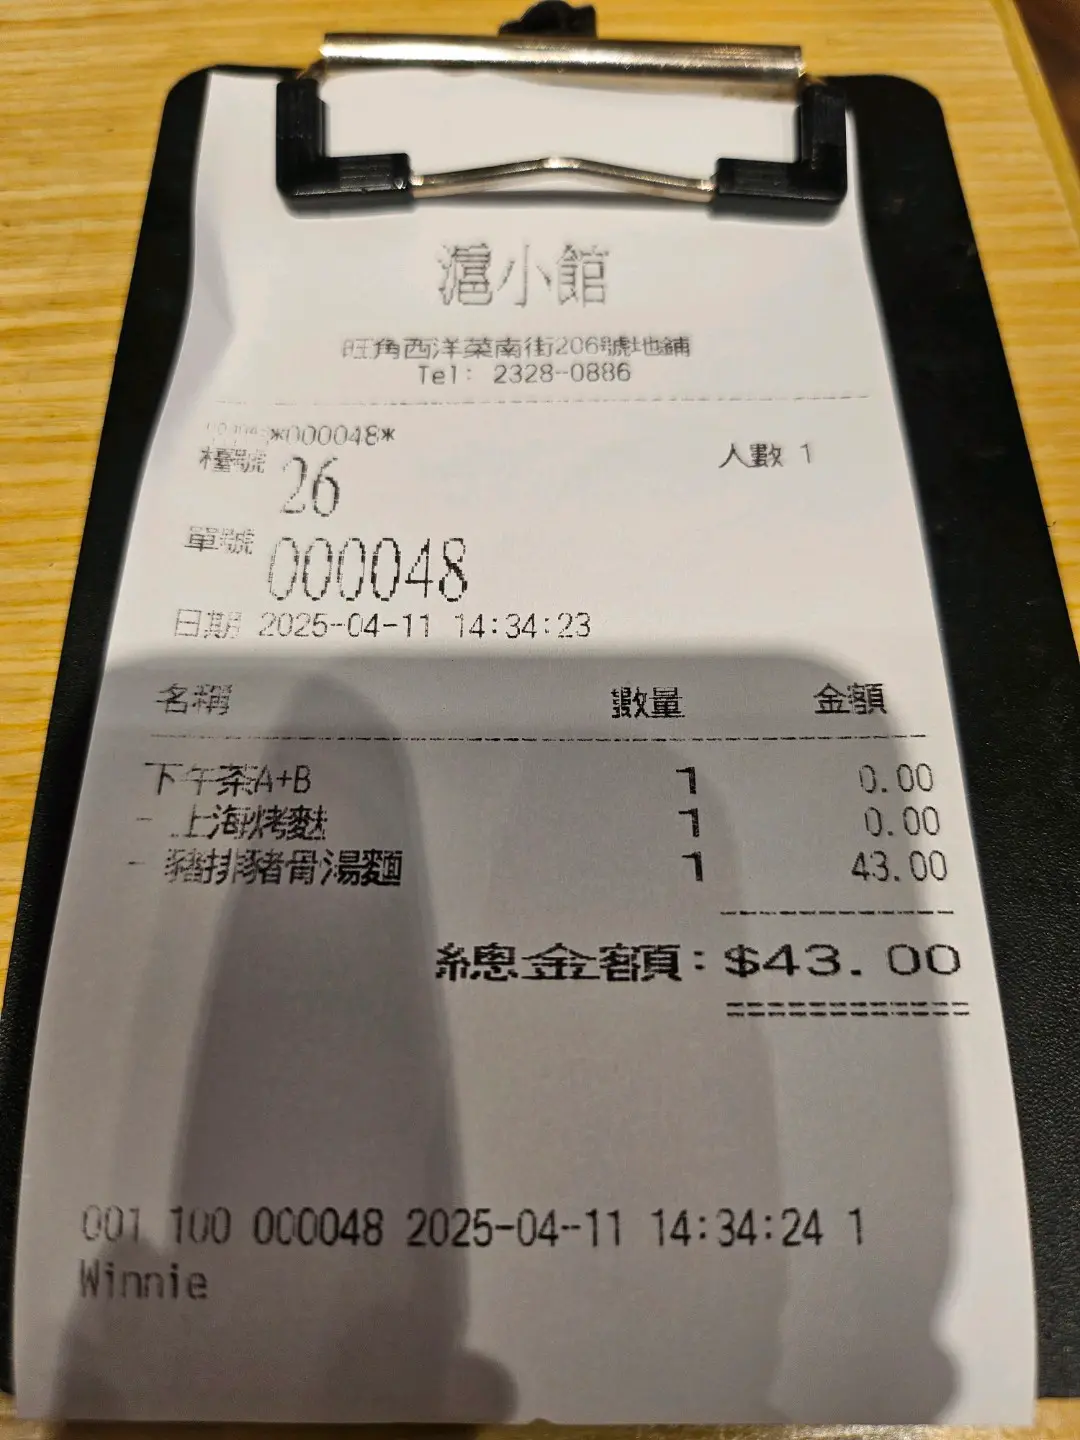 滬小館
旺角西洋菜南街206號地鋪
Tel: 2328-0886
*000048*
檯號 26
人數 1
單號 000048
日期 2025-04-11 14:34:23
名稱 數量 金額
下午茶A+B 1 0.00
- 上海烤麩 1 0.00
- 豬排豬骨湯麵 1 43.00
總金額:$43.00
001 100 000048 2025-04-11 14:34:24 1
Winnie